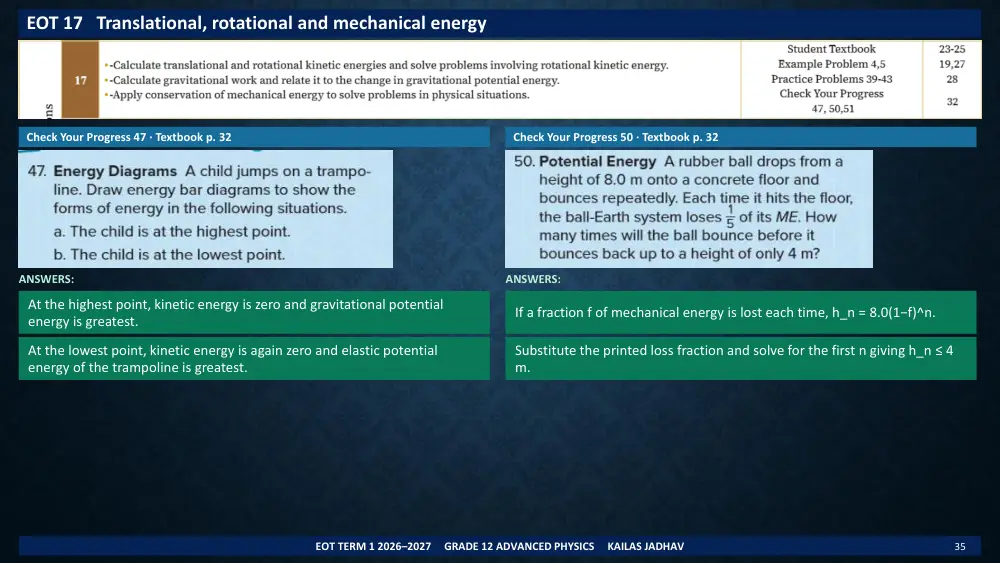 EOT 17 Translational, rotational and mechanical energy
17
•-Calculate translational and rotational kinetic energies and solve problems involving rotational kinetic energy.
•-Calculate gravitational work and relate it to the change in gravitational potential energy.
•-Apply conservation of mechanical energy to solve problems in physical situations.
Student Textbook 23-25
Example Problem 4,5 19,27
Practice Problems 39-43 28
Check Your Progress
47, 50,51
32
ns
Check Your Progress 47 · Textbook p. 32
47. Energy Diagrams A child jumps on a trampo-
line. Draw energy bar diagrams to show the
forms of energy in the following situations.
a. The child is at the highest point.
b. The child is at the lowest point.
ANSWERS:
At the highest point, kinetic energy is zero and gravitational potential
energy is greatest.
At the lowest point, kinetic energy is again zero and elastic potential
energy of the trampoline is greatest.
Check Your Progress 50 · Textbook p. 32
50. Potential Energy A rubber ball drops from a
height of 8.0 m onto a concrete floor and
bounces repeatedly. Each time it hits the floor,
the ball-Earth system loses 1/5 of its ME. How
many times will the ball bounce before it
bounces back up to a height of only 4 m?
ANSWERS:
If a fraction f of mechanical energy is lost each time, h_n = 8.0(1−f)^n.
Substitute the printed loss fraction and solve for the first n giving h_n ≤ 4
m.
EOT TERM 1 2026–2027 GRADE 12 ADVANCED PHYSICS KAILAS JADHAV
35